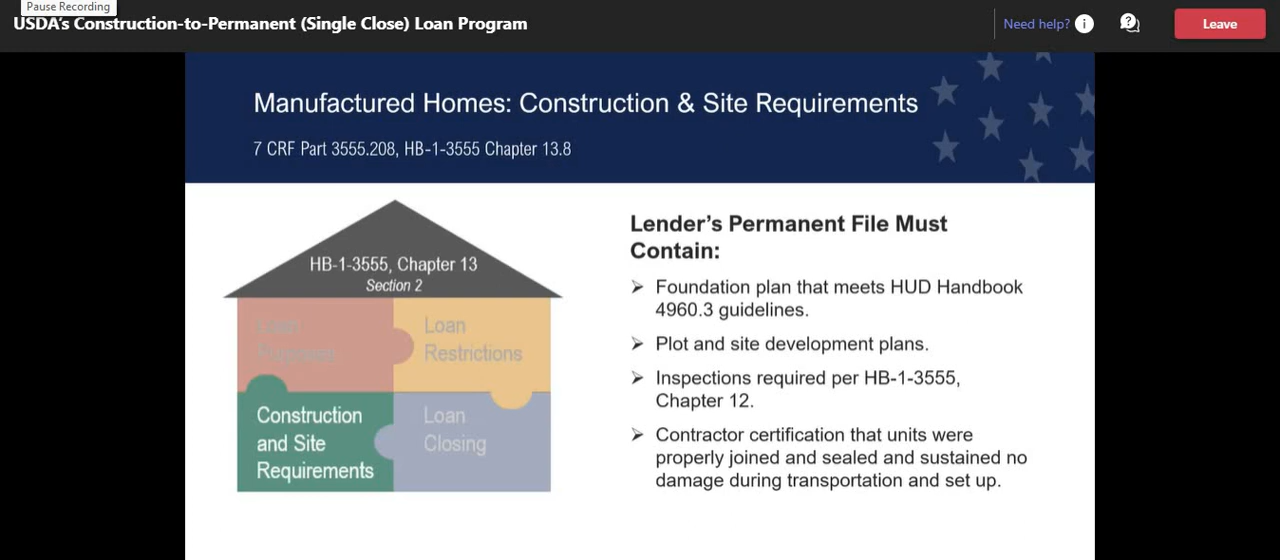 Pause Recording
USDA's Construction-to-Permanent (Single Close) Loan Program
Need help?
Leave
Manufactured Homes: Construction & Site Requirements
7 CRF Part 3555.208, HB-1-3555 Chapter 13.8
HB-1-3555, Chapter 13
Section 2
Loan
Purposes
Loan
Restrictions
Construction
and Site
Requirements
Loan
Closing
Lender's Permanent File Must
Contain:
Foundation plan that meets HUD Handbook
4960.3 guidelines.
Plot and site development plans.
Inspections required per HB-1-3555,
Chapter 12.
Contractor certification that units were
properly joined and sealed and sustained no
damage during transportation and set up.